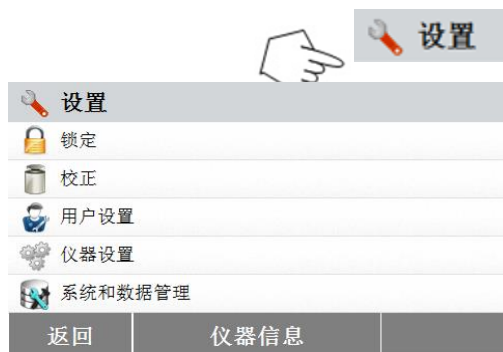 设置
设置
锁定
校正
用户设置
仪器设置
系统和数据管理
返回 仪器信息